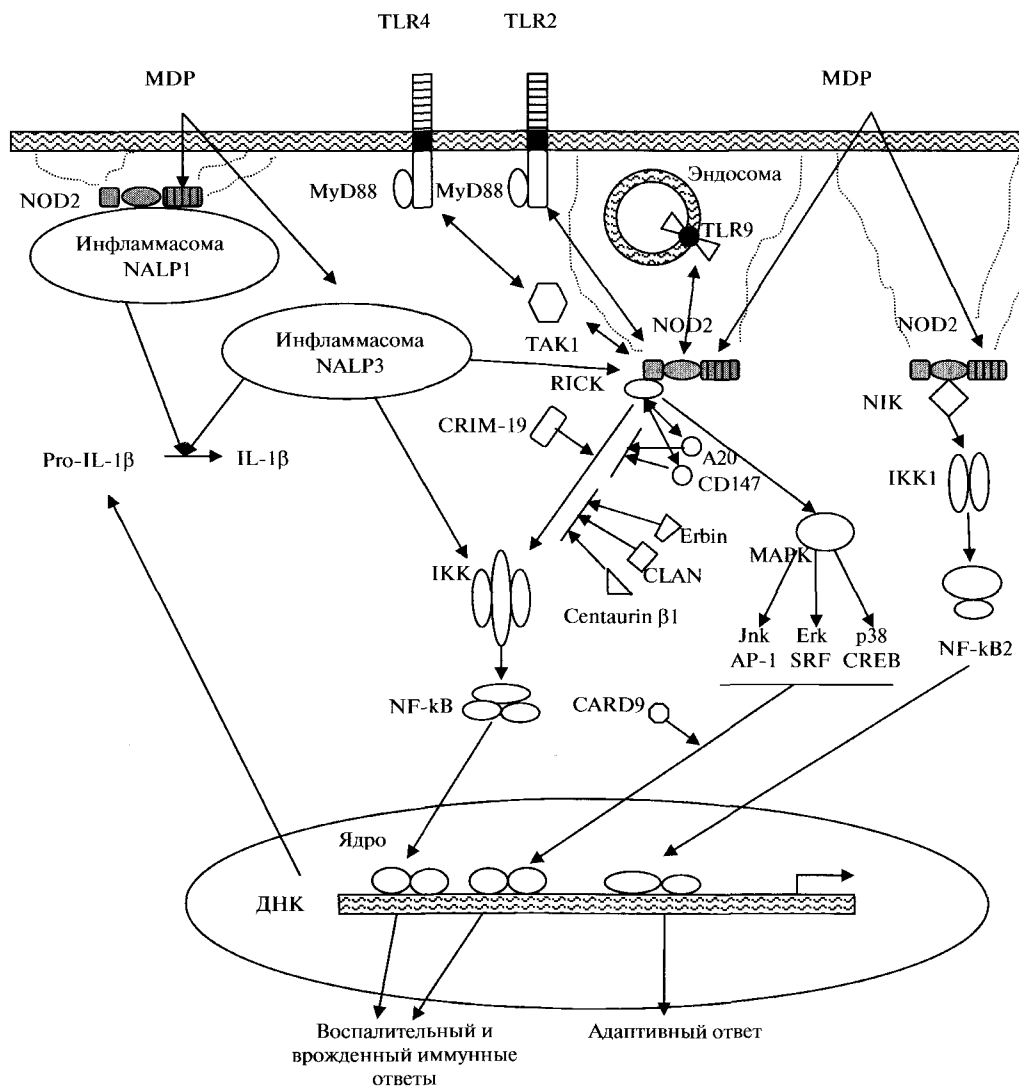 TLR4
TLR2
MDP
MDP
MyD88
MyD88
Эндосома
TLR9
NOD2
Инфламмасома
NALP1
TAK1
NOD2
NOD2
Инфламмасома
NALP3
RICK
NIK
CRIM-19
A20
CD147
Pro-IL-1β
IL-1β
IKK1
Erbin
MAPK
IKK
CLAN
Centaurin β1
Jnk
Erk
p38
AP-1
SRF
CREB
NF-kB2
NF-kB
CARD9
Ядро
ДНК
Воспалительный и
врожденный иммунные
ответы
Адаптивный ответ